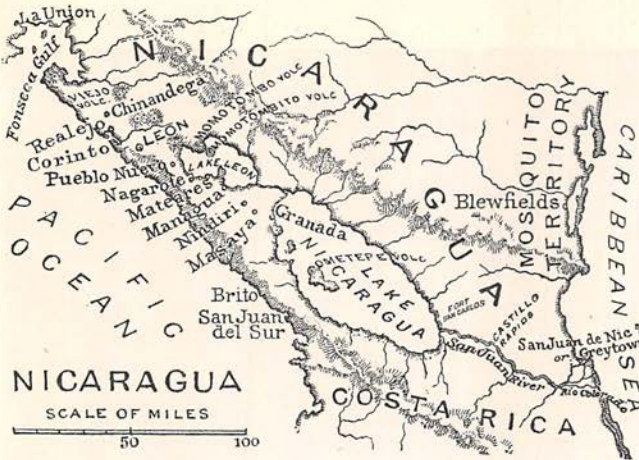 La Union
Fonseca Gulf
NICARAGUA
VIEJO VOLC.
Chinandega
MOMOTOMBO VOLC
MOMOTOMBITO VOLC
Realejo
LEON
Corinto
Pueblo Nuevo
LAKE LEON
Nagarote
Mateares
Managua
Nindiri
Masaya
Granada
OMETEPE VOLC
LAKE NICARAGUA
MOSQUITO TERRITORY
Blewfields
CARIBBEAN SE
PACIFIC OCEAN
Brito
San Juan del Sur
FORT SAN CARLOS
CASTILLO RAPIDS
San Juan River
San Juan de Nic
or Greytown
Rio Colorado
COSTA RICA
NICARAGUA
SCALE OF MILES
50 100